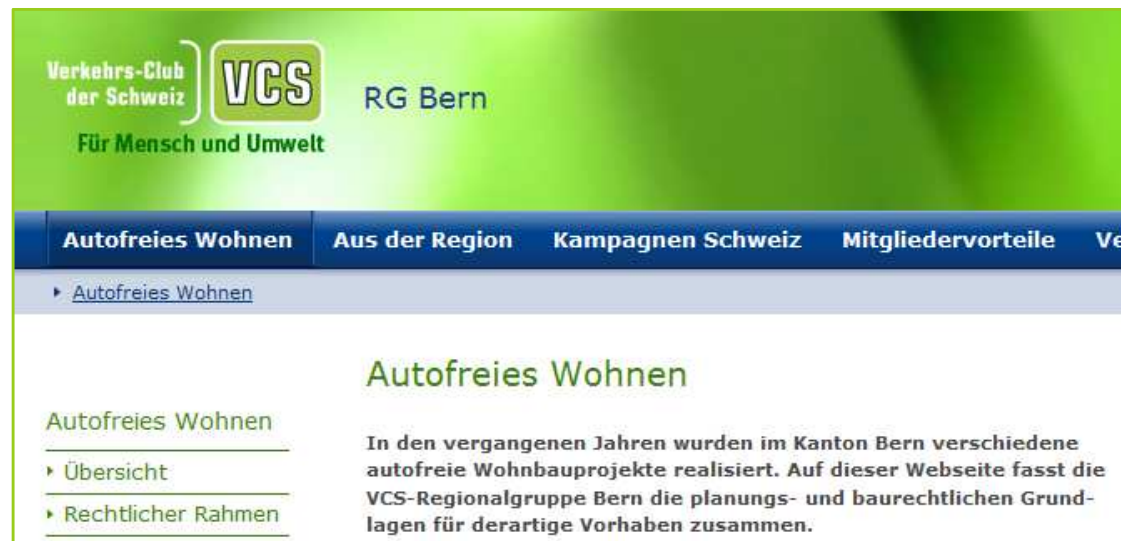 Verkehrs-Club
der Schweiz
VCS
Für Mensch und Umwelt
RG Bern
Autofreies Wohnen Aus der Region Kampagnen Schweiz Mitgliedervorteile Ve
Autofreies Wohnen
Autofreies Wohnen
Übersicht
Rechtlicher Rahmen
Autofreies Wohnen
In den vergangenen Jahren wurden im Kanton Bern verschiedene
autofreie Wohnbauprojekte realisiert. Auf dieser Webseite fasst die
VCS-Regionalgruppe Bern die planungs- und baurechtlichen Grund-
lagen für derartige Vorhaben zusammen.